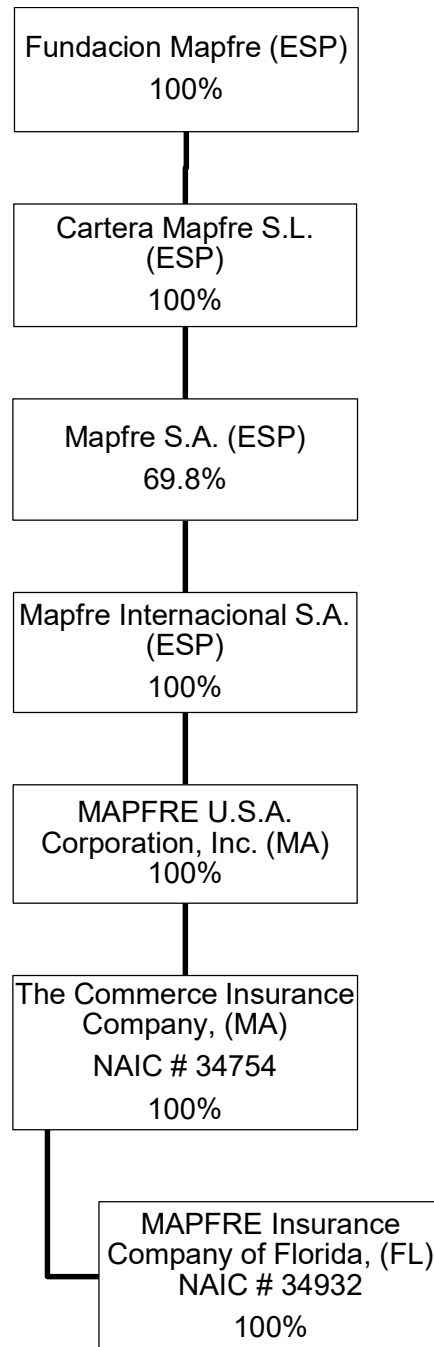 Fundacion Mapfre (ESP)
100%
Cartera Mapfre S.L.
(ESP)
100%
Mapfre S.A. (ESP)
69.8%
Mapfre Internacional S.A.
(ESP)
100%
MAPFRE U.S.A.
Corporation, Inc. (MA)
100%
The Commerce Insurance
Company, (MA)
NAIC # 34754
100%
MAPFRE Insurance
Company of Florida, (FL)
NAIC # 34932
100%